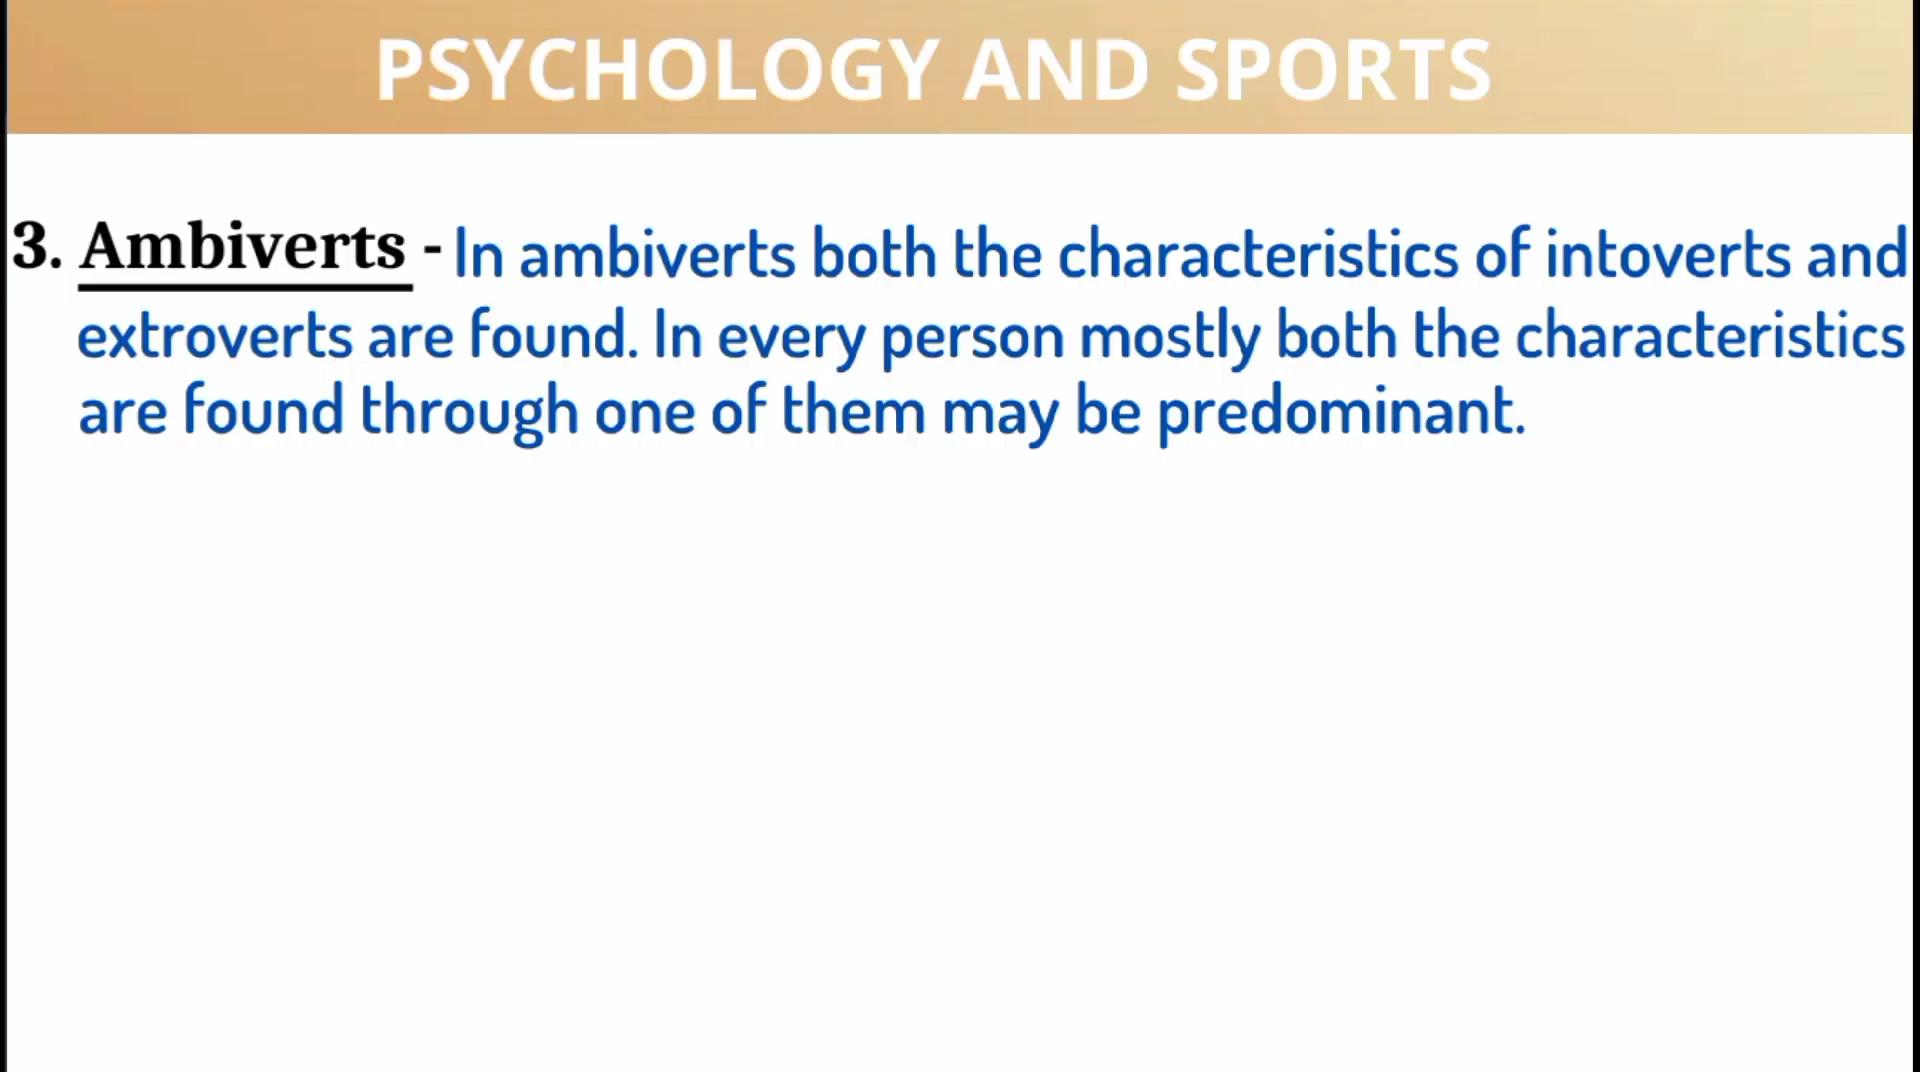 PSYCHOLOGY AND SPORTS
3. Ambiverts - In ambiverts both the characteristics of intoverts and
extroverts are found. In every person mostly both the characteristics
are found through one of them may be predominant.